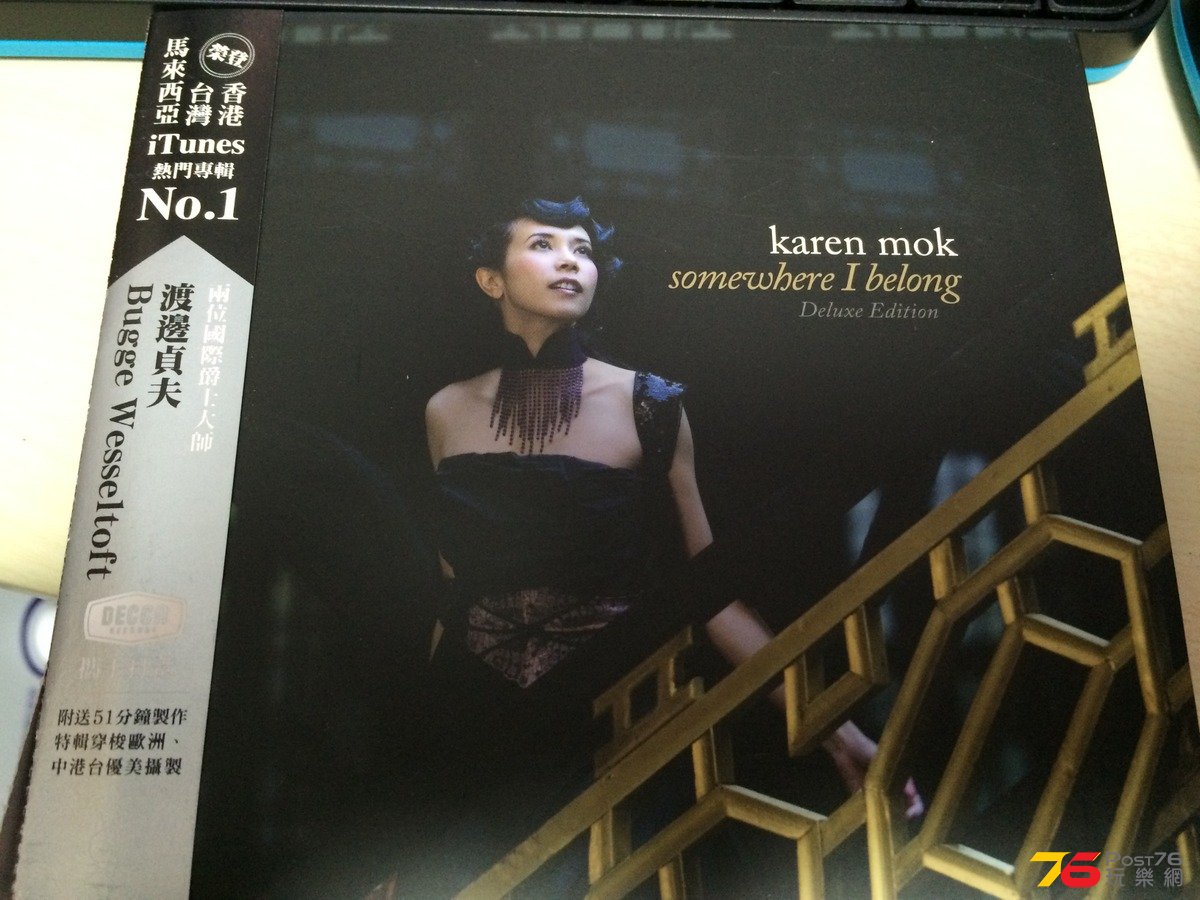 榮登
香港
台灣
馬來西亞
iTunes
熱門專輯
No.1
兩位國際爵士大師
渡邊貞夫
Bugge Wesseltoft
DECCA
RECORDS
附送51分鐘製作
特輯穿梭歐洲、
中港台優美攝製
karen mok
somewhere I belong
Deluxe Edition
76 POST76
玩樂網